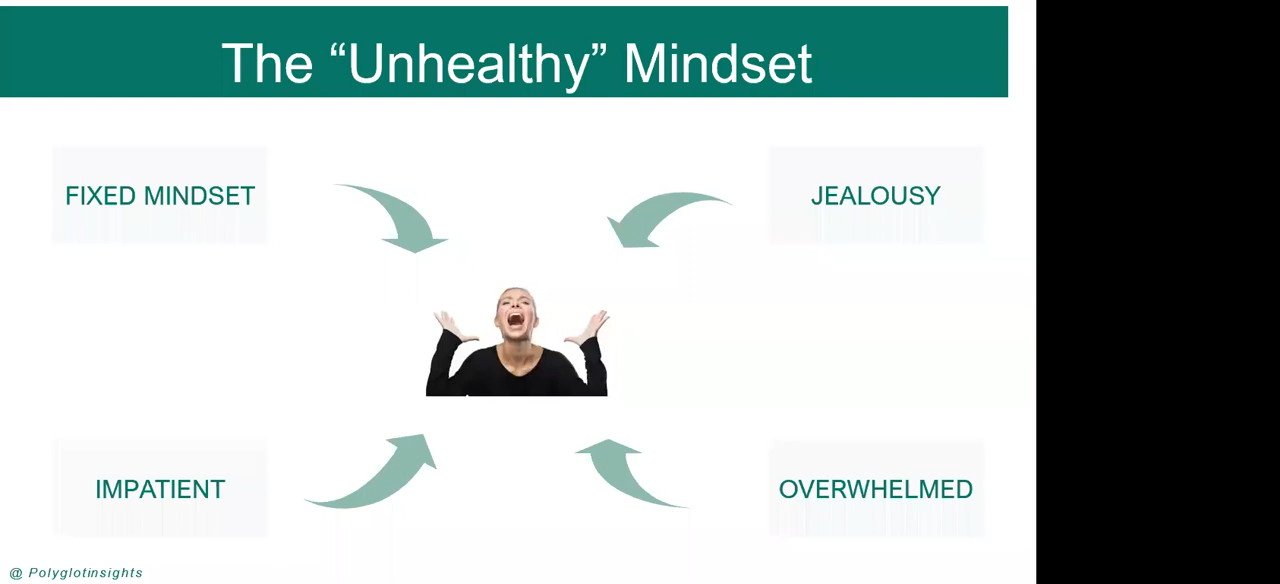 The “Unhealthy” Mindset
FIXED MINDSET
JEALOUSY
IMPATIENT
OVERWHELMED
@ Polyglotinsights